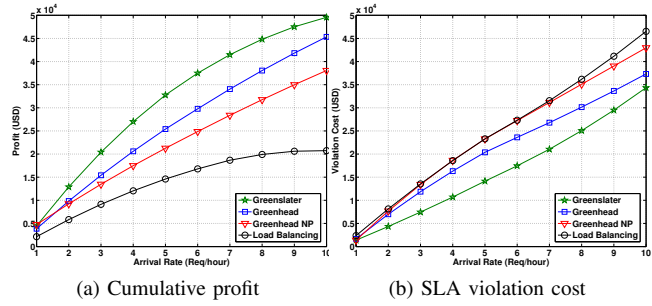 x 10^4
5
4.5
4
3.5
3
2.5
2
1.5
1
0.5
0
Profit (USD)
1 2 3 4 5 6 7 8 9 10
Arrival Rate (Req/hour)
Greenslater
Greenhead
Greenhead NP
Load Balancing
(a) Cumulative profit
x 10^4
5
4.5
4
3.5
3
2.5
2
1.5
1
0.5
0
Violation Cost (USD)
1 2 3 4 5 6 7 8 9 10
Arrival Rate (Req/hour)
Greenslater
Greenhead
Greenhead NP
Load Balancing
(b) SLA violation cost